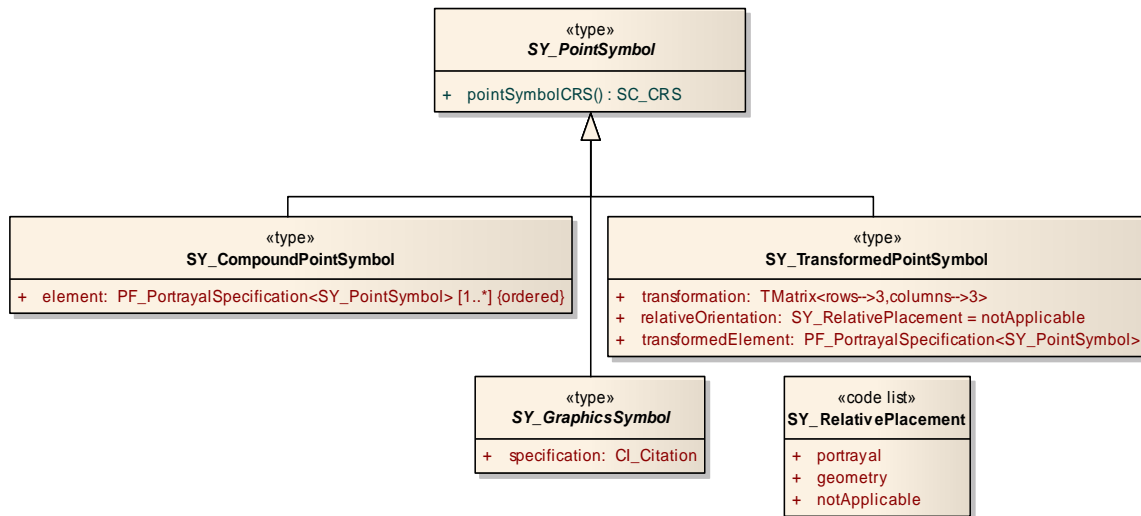 «type»
SY_PointSymbol
+ pointSymbolCRS() : SC_CRS
«type»
SY_CompoundPointSymbol
+ element: PF_PortrayalSpecification<SY_PointSymbol> [1..*] {ordered}
«type»
SY_TransformedPointSymbol
+ transformation: TMatrix<rows-->3,columns-->3>
+ relativeOrientation: SY_RelativePlacement = notApplicable
+ transformedElement: PF_PortrayalSpecification<SY_PointSymbol>
«type»
SY_GraphicsSymbol
+ specification: CI_Citation
«code list»
SY_RelativePlacement
+ portrayal
+ geometry
+ notApplicable